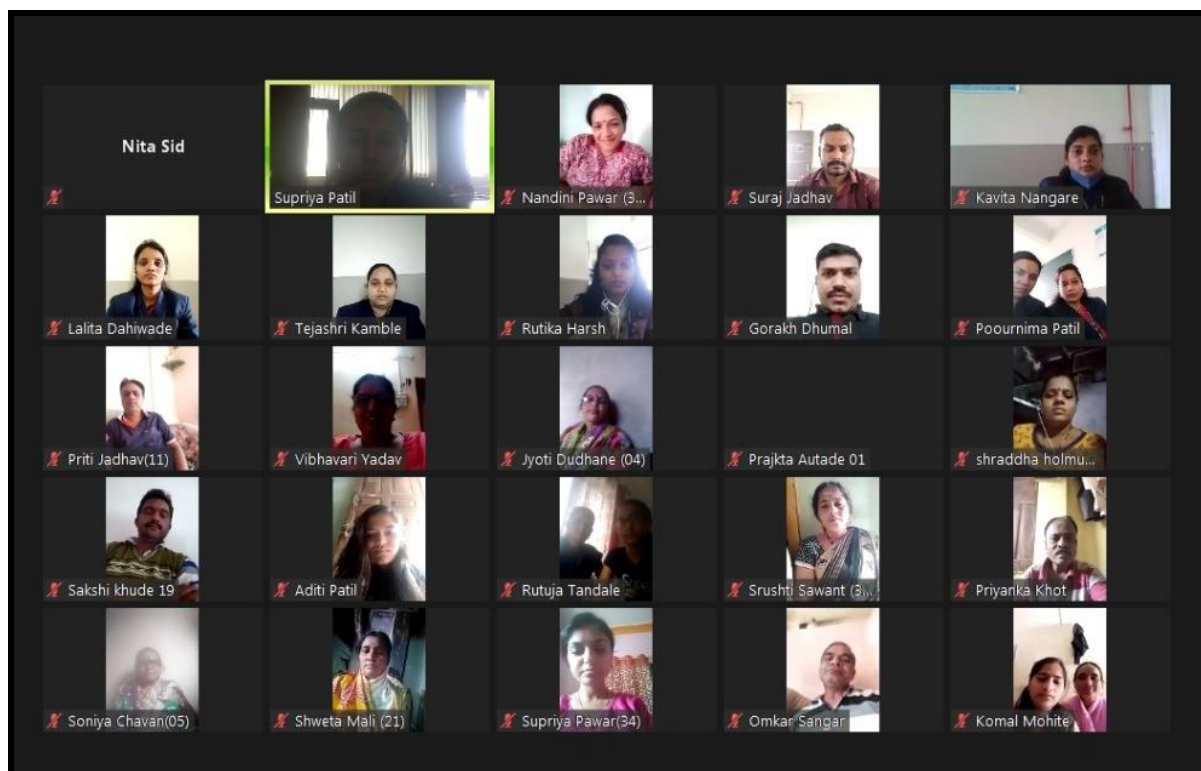 Nita Sid
Supriya Patil
Nandini Pawar (3...
Suraj Jadhav
Kavita Nangare
Lalita Dahiwade
Tejashri Kamble
Rutika Harsh
Gorakh Dhumal
Poournima Patil
Priti Jadhav(11)
Vibhavari Yadav
Jyoti Dudhane (04)
Prajkta Autade 01
shraddha holmu...
Sakshi khude 19
Aditi Patil
Rutuja Tandale
Srushti Sawant (3...
Priyanka Khot
Soniya Chavan(05)
Shweta Mali (21)
Supriya Pawar(34)
Omkar Sangar
Komal Mohite